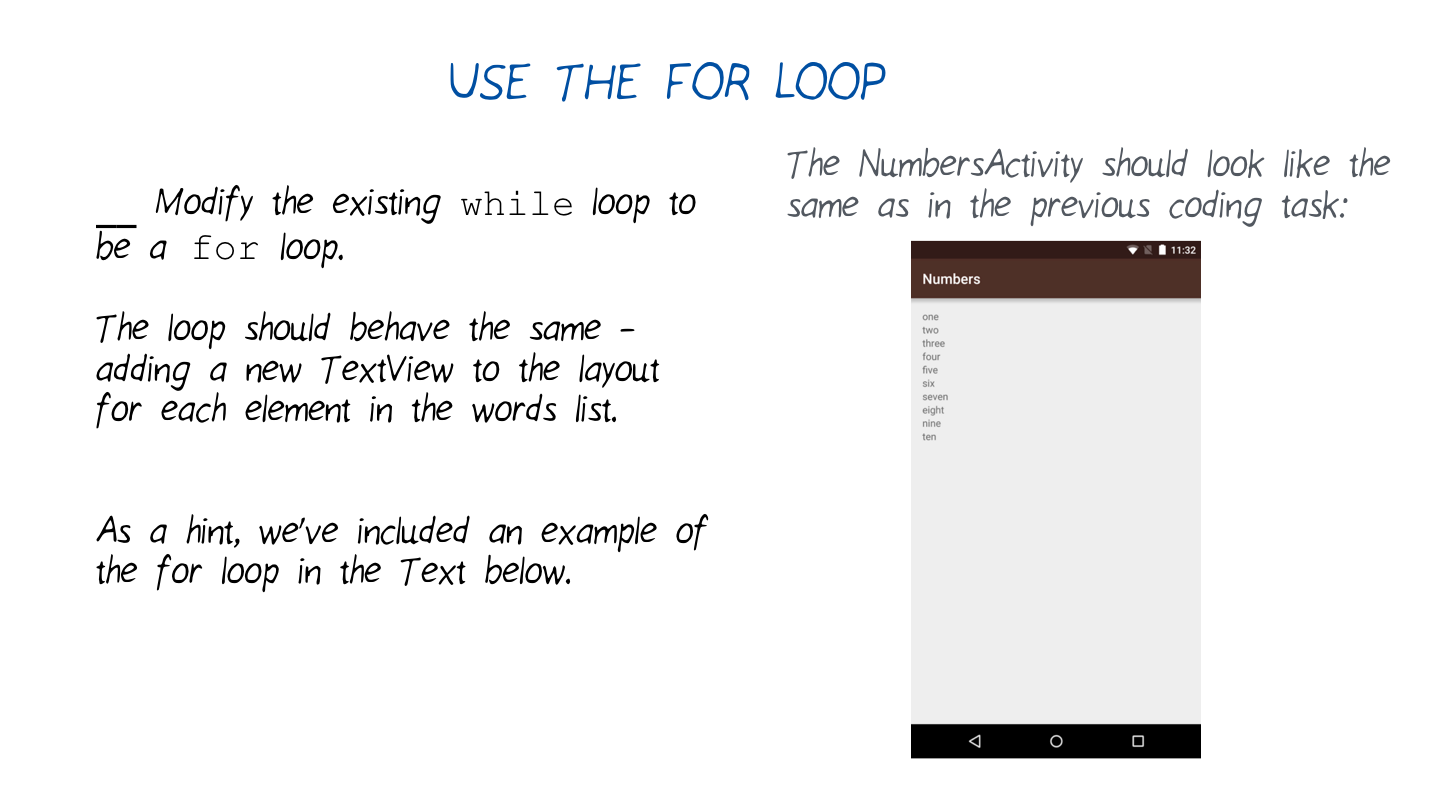 USE THE FOR LOOP
__ Modify the existing while loop to
be a for loop.
The loop should behave the same -
adding a new TextView to the layout
for each element in the words list.
As a hint, we've included an example of
the for loop in the Text below.
The NumbersActivity should look like the
same as in the previous coding task:
11:32
Numbers
one
two
three
four
five
six
seven
eight
nine
ten